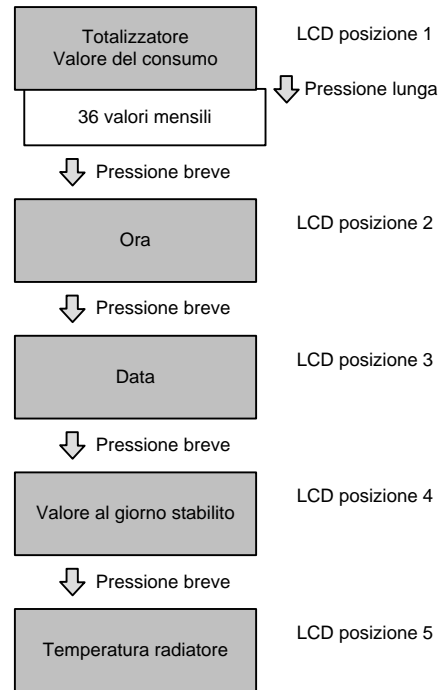 Totalizzatore
Valore del consumo
LCD posizione 1
Pressione lunga
36 valori mensili
Pressione breve
Ora
LCD posizione 2
Pressione breve
Data
LCD posizione 3
Pressione breve
Valore al giorno stabilito
LCD posizione 4
Pressione breve
Temperatura radiatore
LCD posizione 5